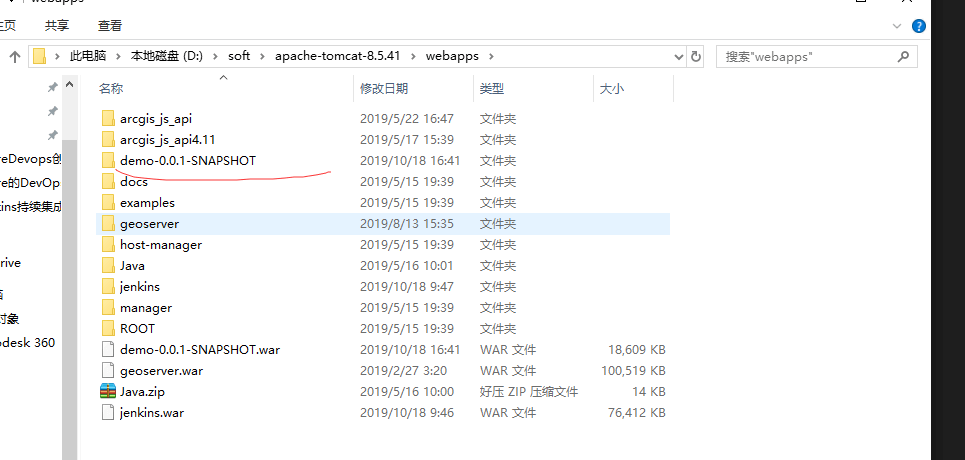 webapps
主页 共享 查看
此电脑 本地磁盘 (D:) soft apache-tomcat-8.5.41 webapps 搜索"webapps"
名称 修改日期 类型 大小
arcgis_js_api 2019/5/22 16:47 文件夹
arcgis_js_api4.11 2019/5/17 15:39 文件夹
reDevops创 demo-0.0.1-SNAPSHOT 2019/10/18 16:41 文件夹
re的DevOp docs 2019/5/15 19:39 文件夹
kins持续集成 examples 2019/5/15 19:39 文件夹
geoserver 2019/8/13 15:35 文件夹
host-manager 2019/5/15 19:39 文件夹
rive Java 2019/5/16 10:01 文件夹
jenkins 2019/10/18 9:47 文件夹
manager 2019/5/15 19:39 文件夹
对象 ROOT 2019/5/15 19:39 文件夹
odesk 360 demo-0.0.1-SNAPSHOT.war 2019/10/18 16:41 WAR 文件 18,609 KB
geoserver.war 2019/2/27 3:20 WAR 文件 100,519 KB
Java.zip 2019/5/16 10:00 好压 ZIP 压缩文件 14 KB
jenkins.war 2019/10/18 9:46 WAR 文件 76,412 KB